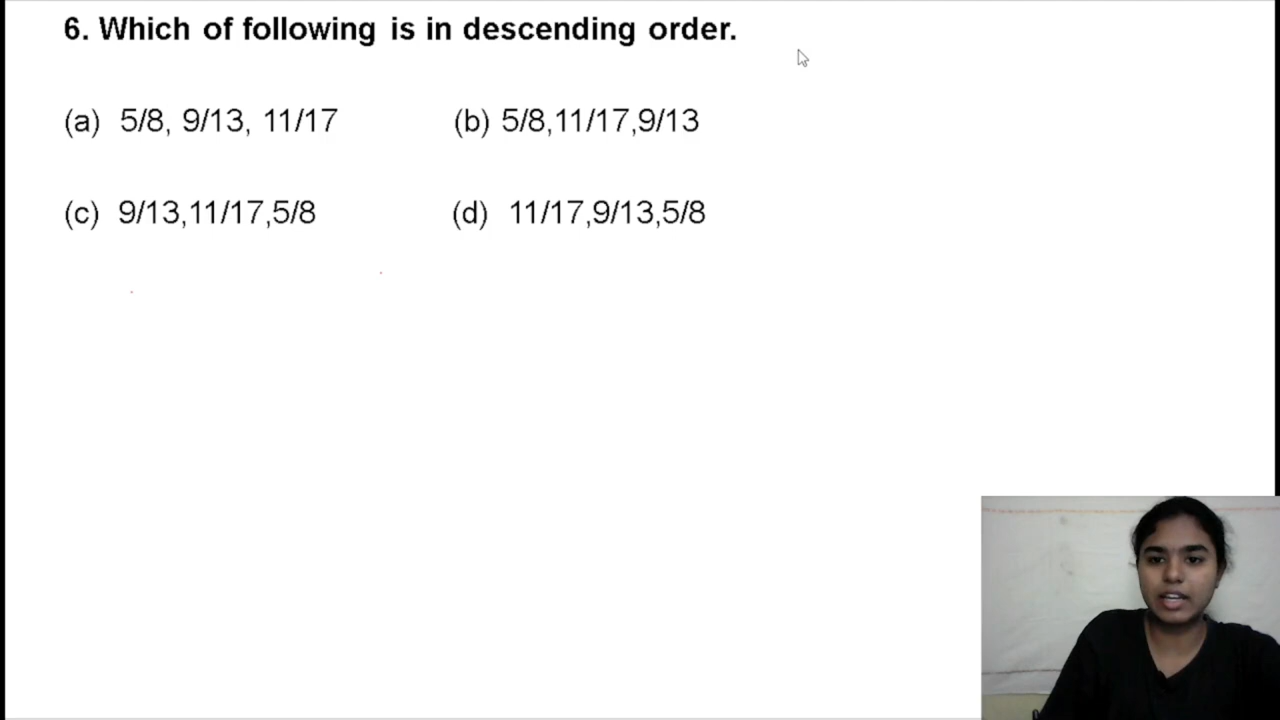 6. Which of following is in descending order.
(a) 5/8, 9/13, 11/17 (b) 5/8,11/17,9/13
(c) 9/13,11/17,5/8 (d) 11/17,9/13,5/8